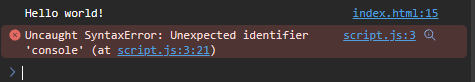 Hello world! index.html:15
Uncaught SyntaxError: Unexpected identifier script.js:3
'console' (at script.js:3:21)